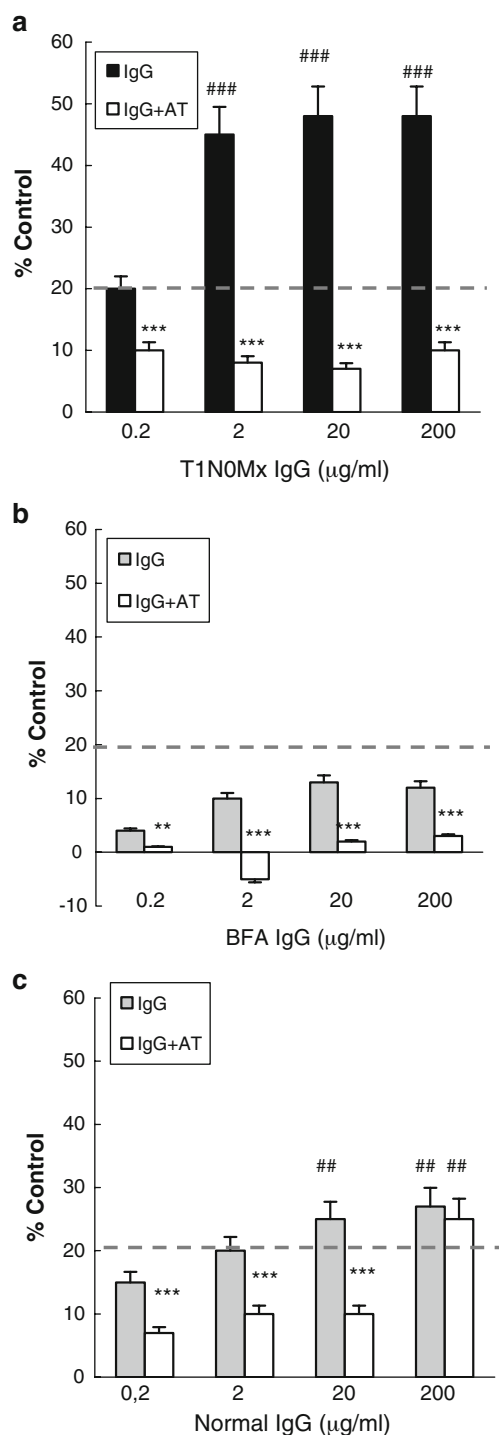 a
60
50
40
30
20
10
0
% Control
IgG
IgG+AT
###
###
###
***
***
***
***
0.2 2 20 200
T1N0Mx IgG (µg/ml)
b
60
50
40
30
20
10
0
-10
% Control
IgG
IgG+AT
**
***
***
***
0.2 2 20 200
BFA IgG (µg/ml)
c
60
50
40
30
20
10
0
% Control
IgG
IgG+AT
##
##
##
***
***
***
0,2 2 20 200
Normal IgG (µg/ml)